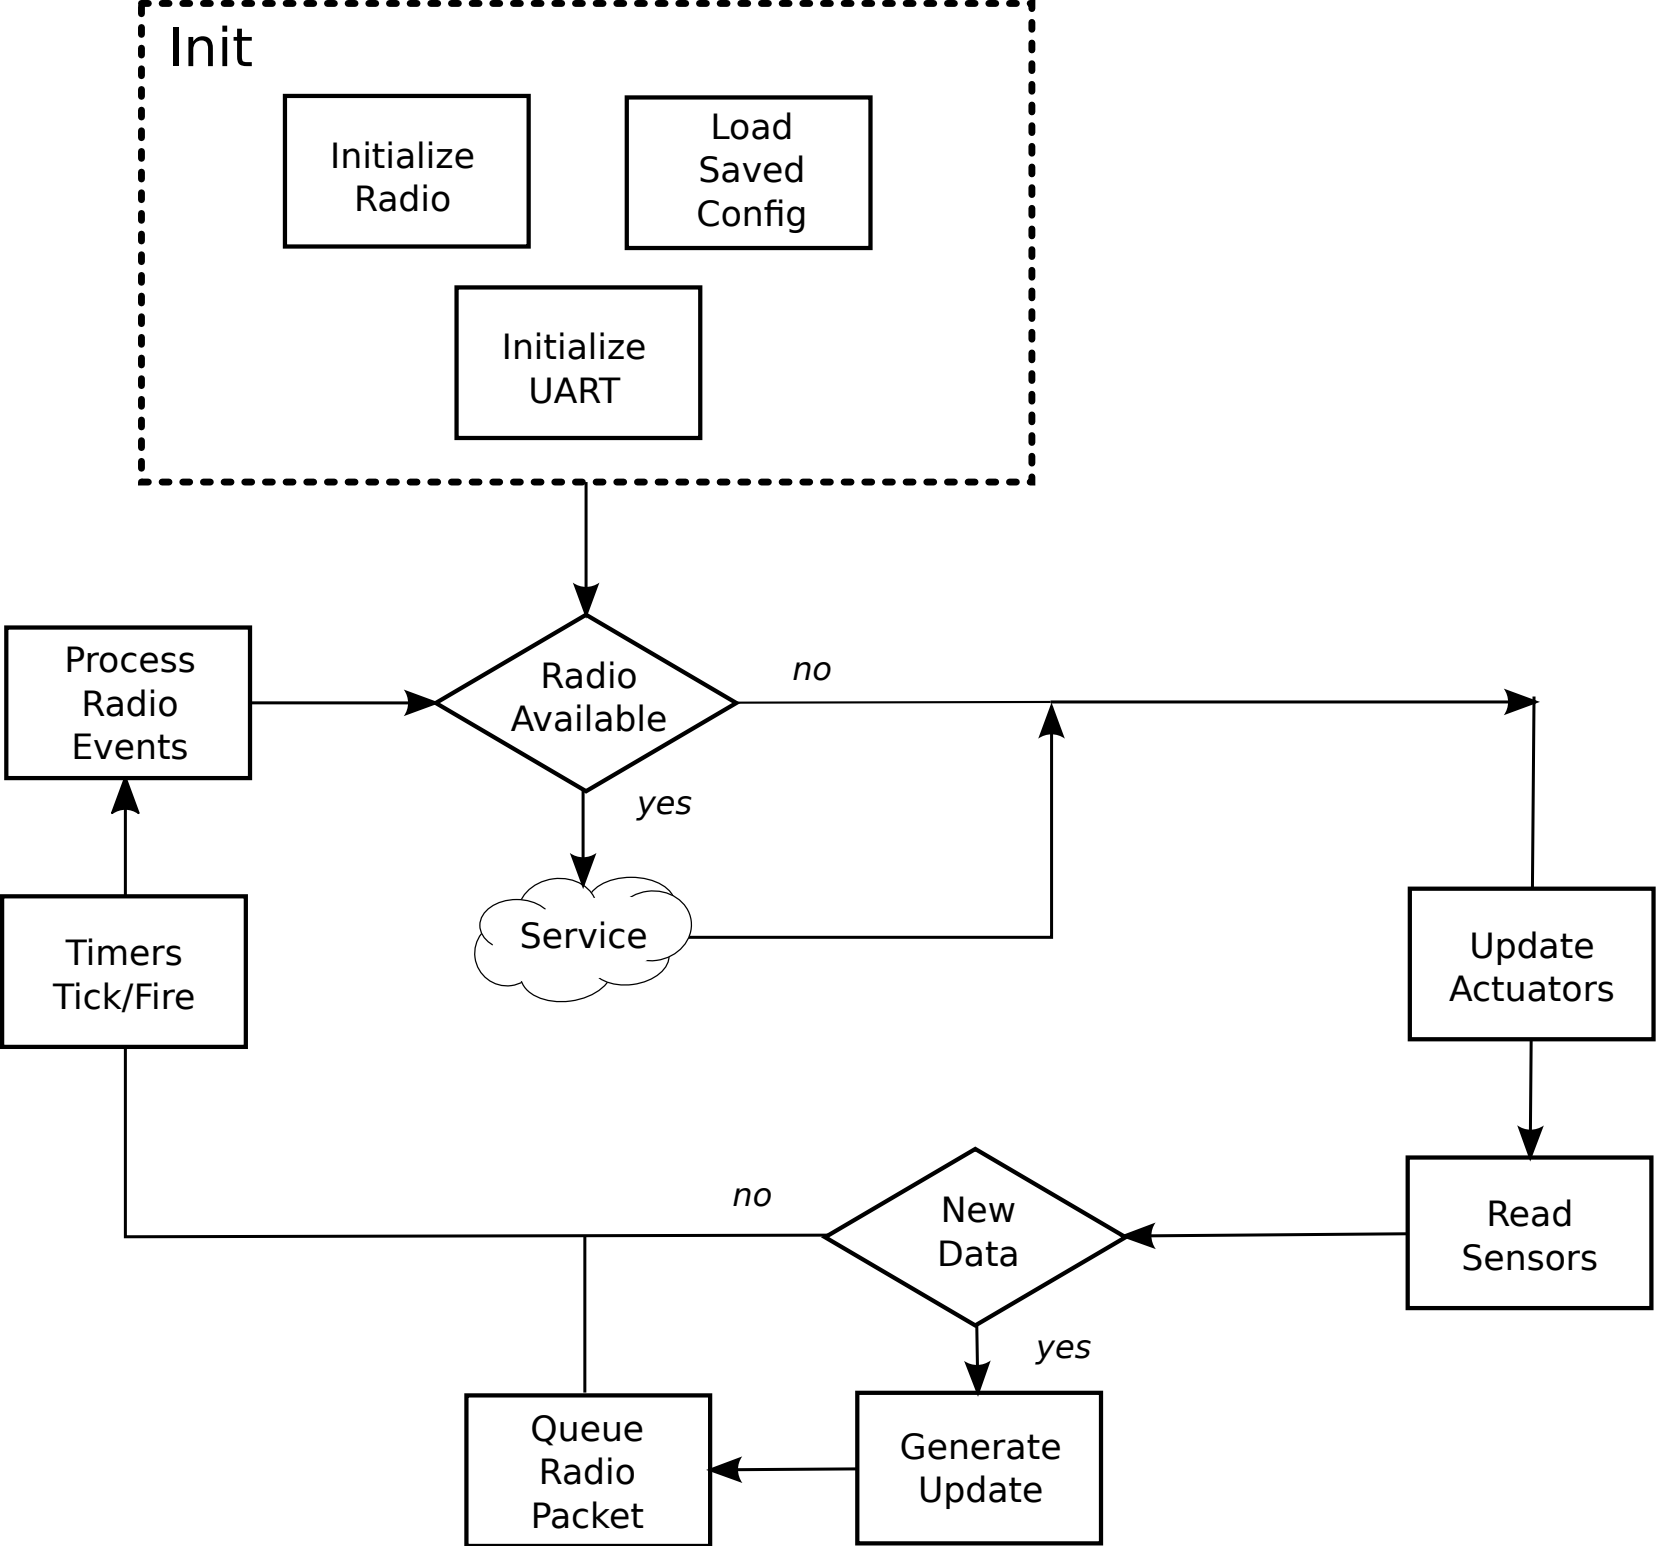 Init
Initialize
Radio
Load
Saved
Config
Initialize
UART
Process
Radio
Events
Radio
Available
no
yes
Service
Timers
Tick/Fire
Update
Actuators
no
New
Data
Read
Sensors
yes
Queue
Radio
Packet
Generate
Update